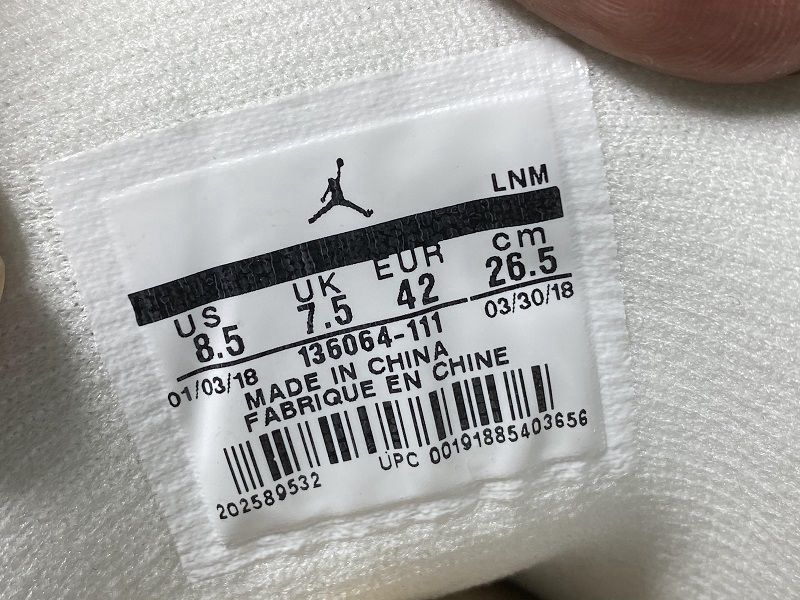 LNM
US UK EUR cm
8.5 7.5 42 26.5
01/03/18 136064-111 03/30/18
MADE IN CHINA
FABRIQUE EN CHINE
202589532 UPC 00191885403656